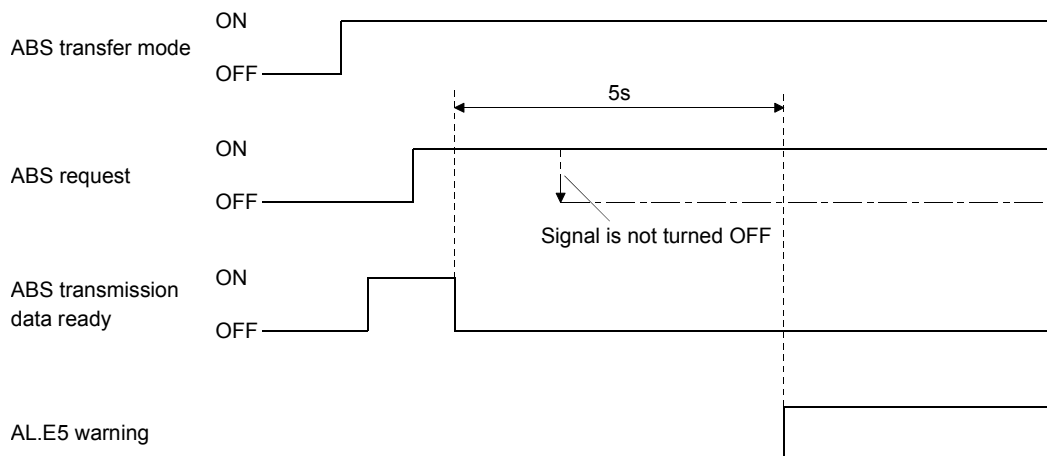 ON
ABS transfer mode
OFF
5s
ON
ABS request
OFF
Signal is not turned OFF
ON
ABS transmission
data ready
OFF
AL.E5 warning